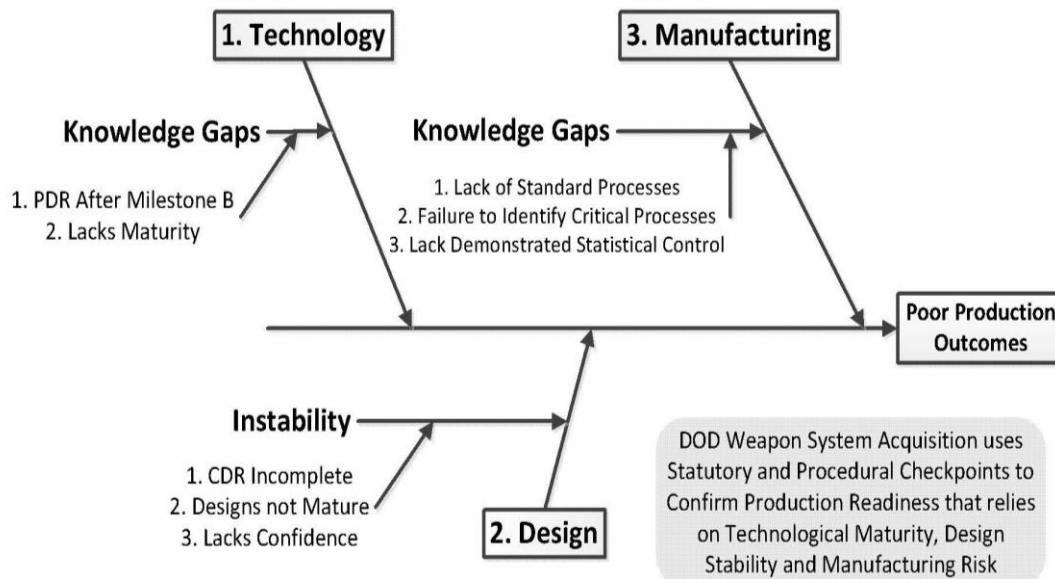 1. Technology
3. Manufacturing
Knowledge Gaps
1. PDR After Milestone B
2. Lacks Maturity
Knowledge Gaps
1. Lack of Standard Processes
2. Failure to Identify Critical Processes
3. Lack Demonstrated Statistical Control
Poor Production
Outcomes
Instability
1. CDR Incomplete
2. Designs not Mature
3. Lacks Confidence
2. Design
DOD Weapon System Acquisition uses
Statutory and Procedural Checkpoints to
Confirm Production Readiness that relies
on Technological Maturity, Design
Stability and Manufacturing Risk